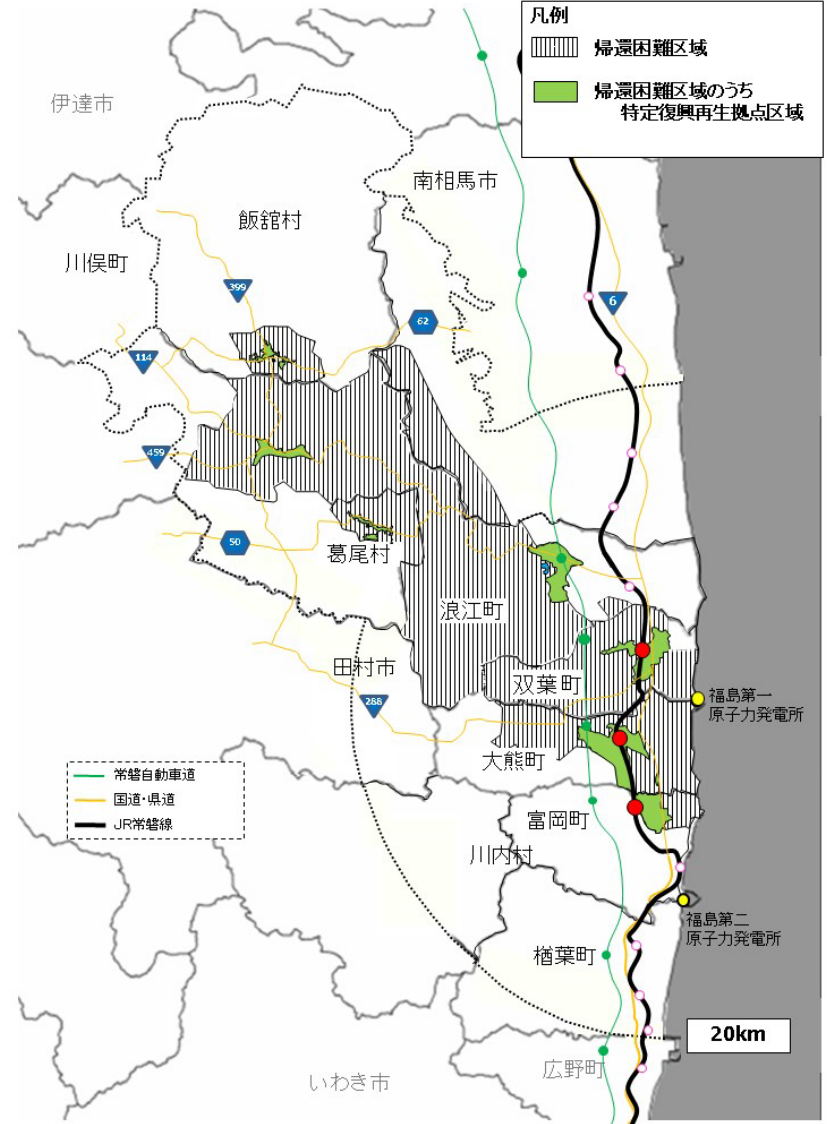 凡例
帰還困難区域
帰還困難区域のうち
特定復興再生拠点区域
伊達市
南相馬市
飯舘村
川俣町
399
6
62
114
459
50
葛尾村
浪江町
田村市
双葉町
288
福島第一
原子力発電所
大熊町
常磐自動車道
国道・県道
JR常磐線
富岡町
川内村
福島第二
原子力発電所
楢葉町
20km
広野町
いわき市